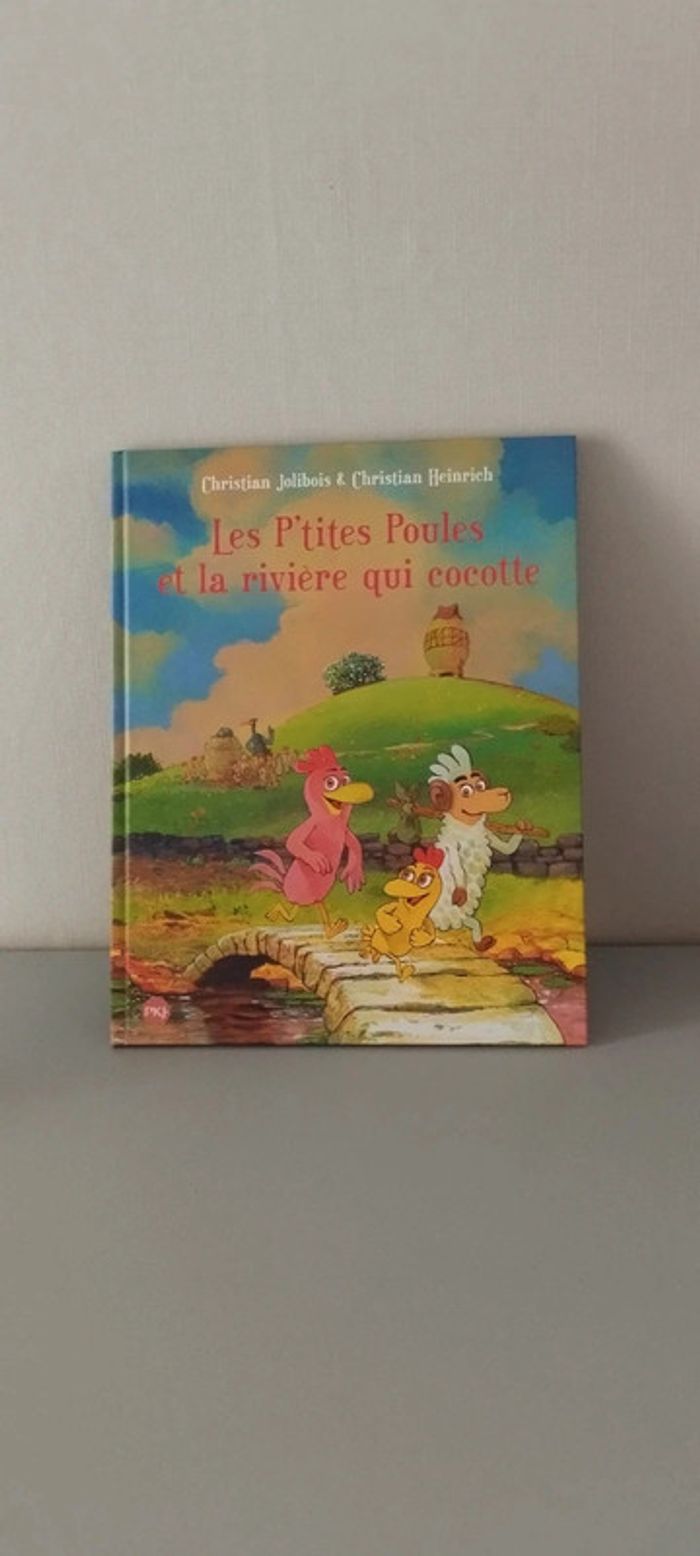 Christian Jolibois & Christian Heinrich
Les P'tites Poules
et la rivière qui cocotte
PKJ